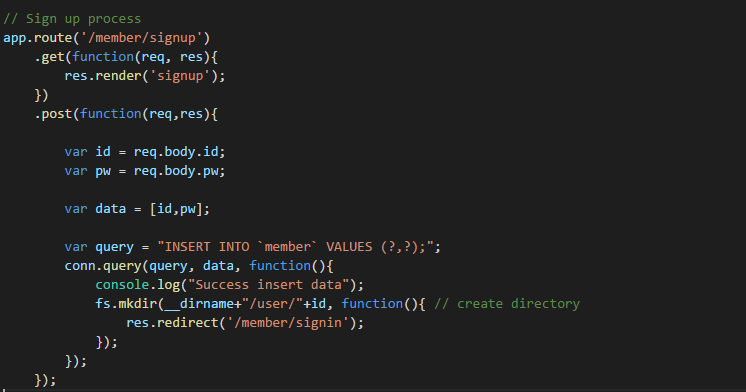 // Sign up process
app.route('/member/signup')
    .get(function(req, res){
        res.render('signup');
    })
    .post(function(req,res){

        var id = req.body.id;
        var pw = req.body.pw;

        var data = [id,pw];

        var query = "INSERT INTO `member` VALUES (?,?);";
        conn.query(query, data, function(){
            console.log("Success insert data");
            fs.mkdir(__dirname+"/user/"+id, function(){ // create directory
                res.redirect('/member/signin');
            });
        });
    });